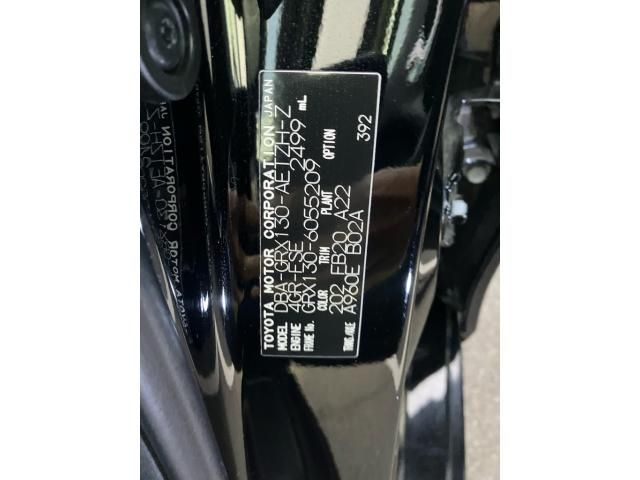 TOYOTA MOTOR CORPORATION JAPAN
MODEL DBA-GRX130-AETZH-Z
ENGINE 4GR-FSE 2499 mL
FRAME No. GRX130-6055209
COLOR TRIM PLANT OPTION
202 FB20 A22 392
TRANS./AXLE A960E B02A